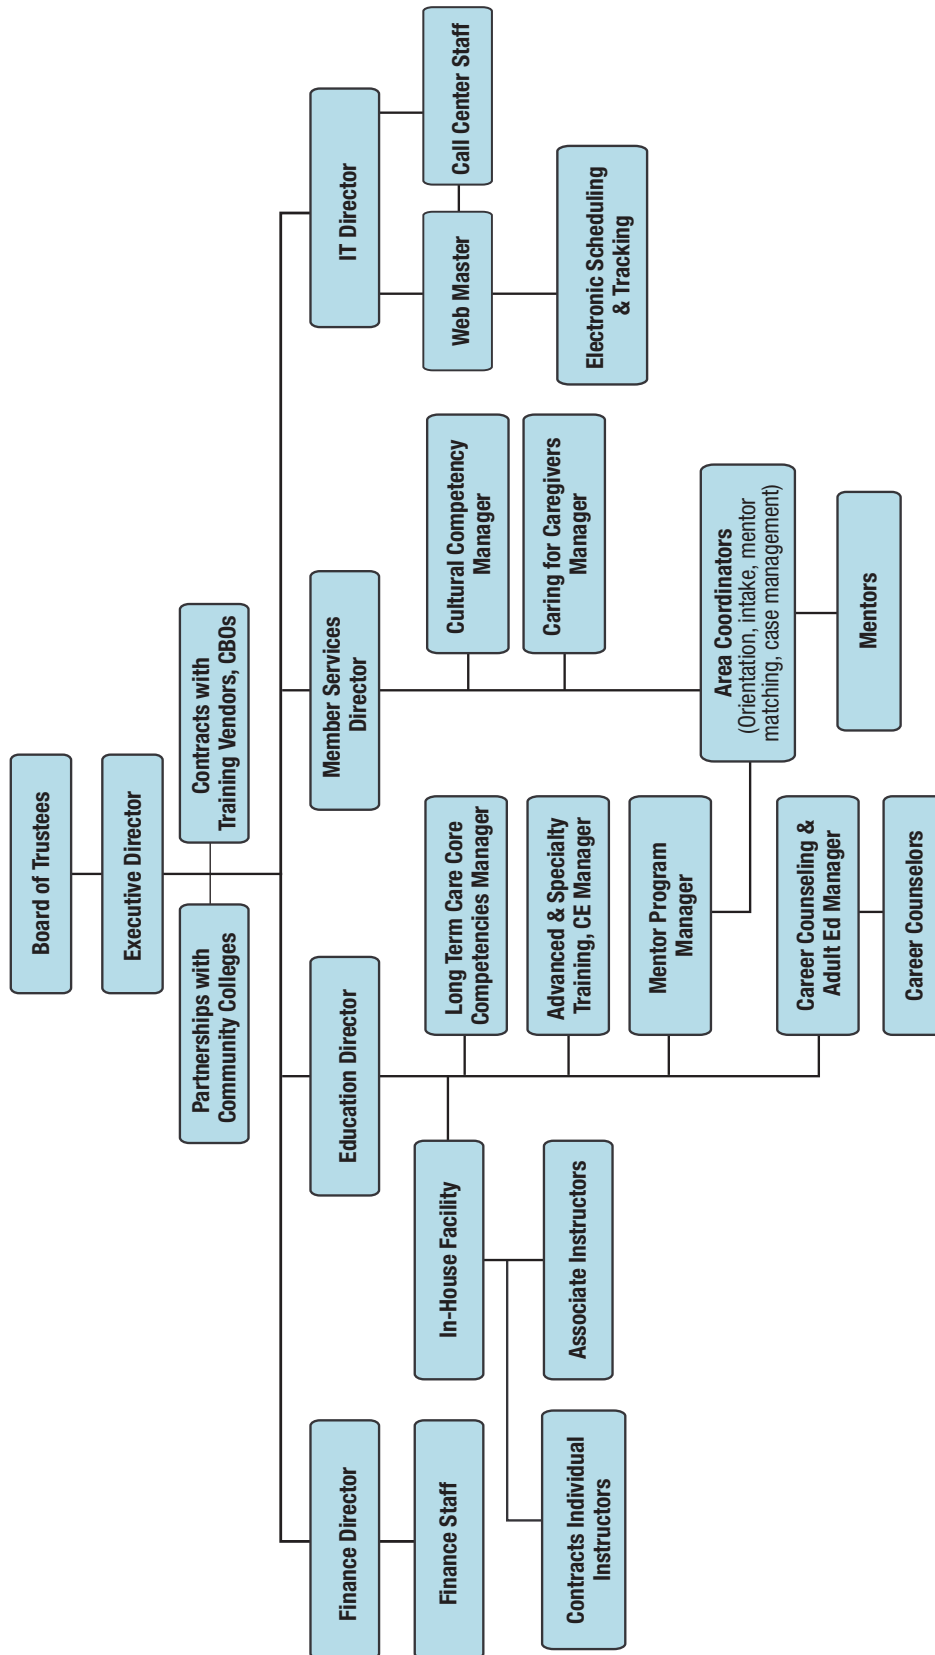 Board of Trustees
Executive Director
Partnerships with
Community Colleges
Contracts with
Training Vendors, CBOs
Finance Director
Education Director
Member Services
Director
IT Director
Finance Staff
In-House Facility
Contracts Individual
Instructors
Associate Instructors
Long Term Care Core
Competencies Manager
Advanced & Specialty
Training, CE Manager
Mentor Program
Manager
Career Counseling &
Adult Ed Manager
Career Counselors
Cultural Competency
Manager
Caring for Caregivers
Manager
Area Coordinators
(Orientation, intake, mentor
matching, case management)
Mentors
Web Master
Call Center Staff
Electronic Scheduling
& Tracking